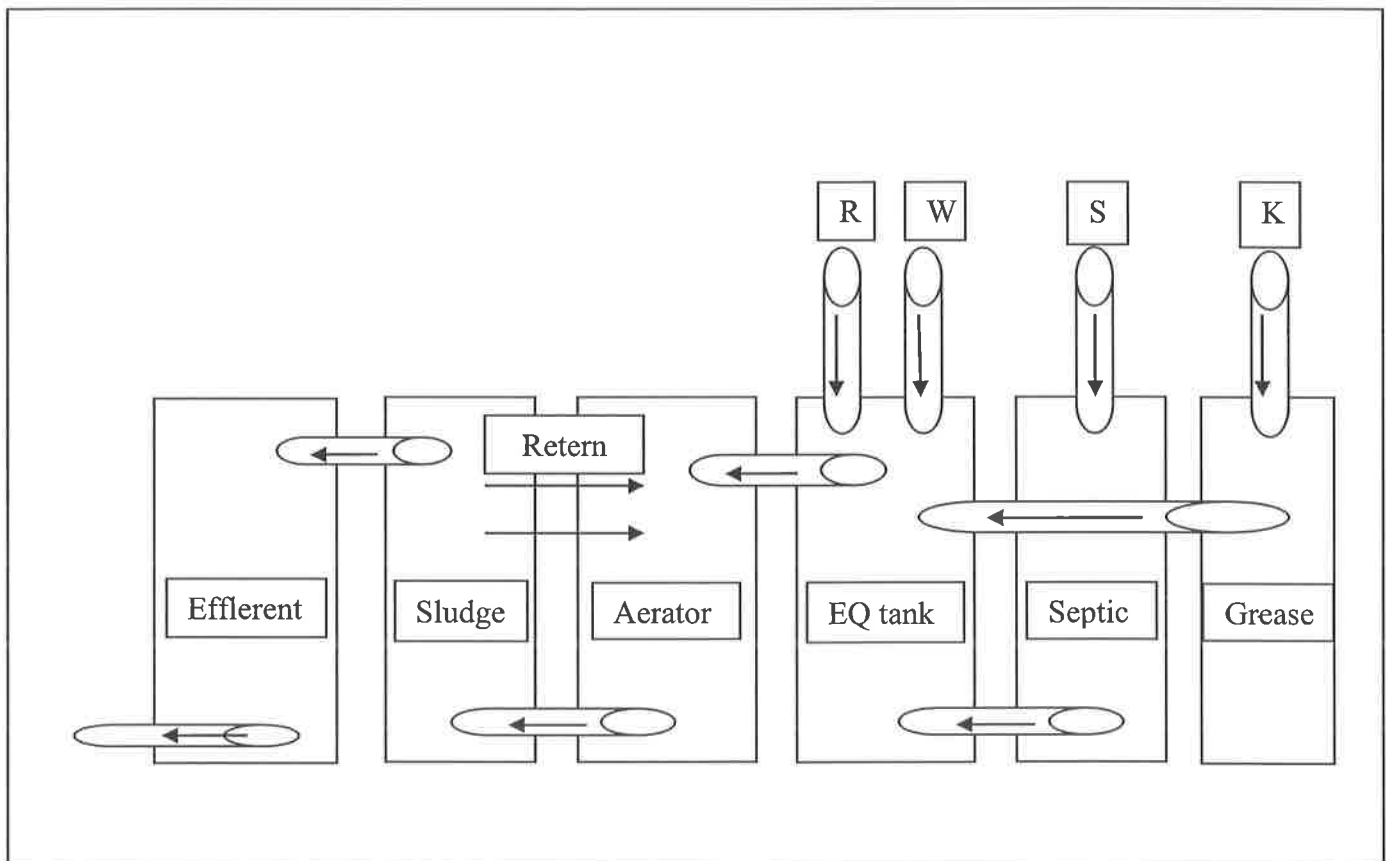 R
W
S
K
Retern
Efflerent
Sludge
Aerator
EQ tank
Septic
Grease